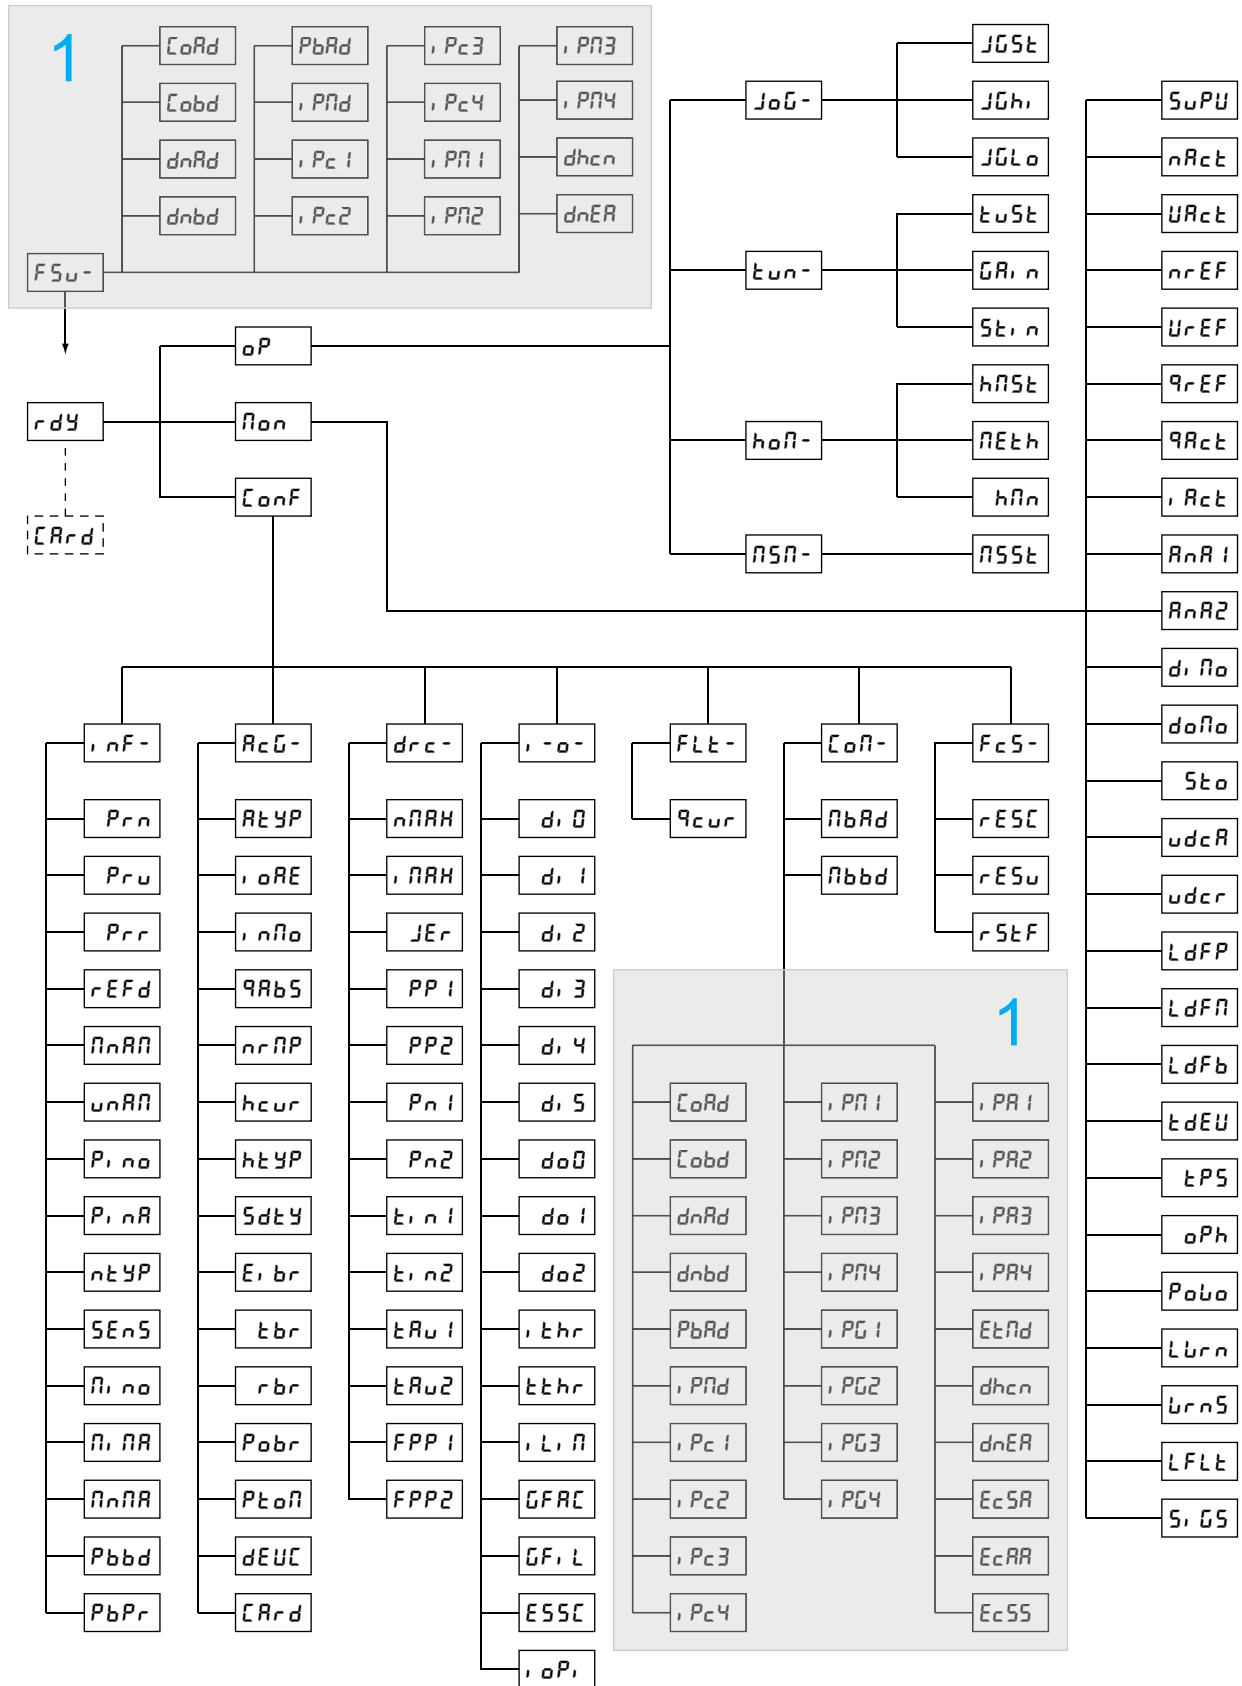 1
CoAd
Cobd
dnAd
dnbd
PbAd
iPMd
iPc1
iPc2
iPc3
iPc4
iPM1
iPM2
iPM3
iPM4
dhcn
dnEA
FSu-
rdY
CArd
oP
Mon
ConF
JoG-
JGSt
JGhi
JGLo
tun-
tuSt
GAin
Stin
hoM-
hMSt
MEth
hMn
MSM-
MSSt
SuPV
nAct
VAct
nrEF
VrEF
qrEF
qAct
iAct
AnA1
AnA2
diMo
doMo
Sto
udcA
udcr
LdFP
LdFM
LdFb
tdEV
tPS
oPh
PoWo
LWrn
WrnS
LFLt
SiGS
inF-
Prn
Pru
Prr
rEFd
MnAM
unAM
Pino
PinA
ntYP
SEnS
Mino
MiMA
MnMA
Pbbd
PbPr
AcG-
AtYP
ioAE
inMo
qAbS
nrMP
hcur
htYP
SdtY
Eibr
tbr
rbr
Pobr
PtoM
dEVC
CArd
drc-
nMAX
iMAX
JEr
PP1
PP2
Pn1
Pn2
tin1
tin2
tAu1
tAu2
FPP1
FPP2
i-o-
di0
di1
di2
di3
di4
di5
do0
do1
do2
ithr
tthr
iLiM
GFAC
GFiL
ESSC
ioPi
FLt-
qcur
CoM-
MbAd
Mbbd
FcS-
rESC
rESu
rStF
1
CoAd
Cobd
dnAd
dnbd
PbAd
iPMd
iPc1
iPc2
iPc3
iPc4
iPM1
iPM2
iPM3
iPM4
iPG1
iPG2
iPG3
iPG4
iPA1
iPA2
iPA3
iPA4
EtMd
dhcn
dnEA
EcSA
EcAA
EcSS